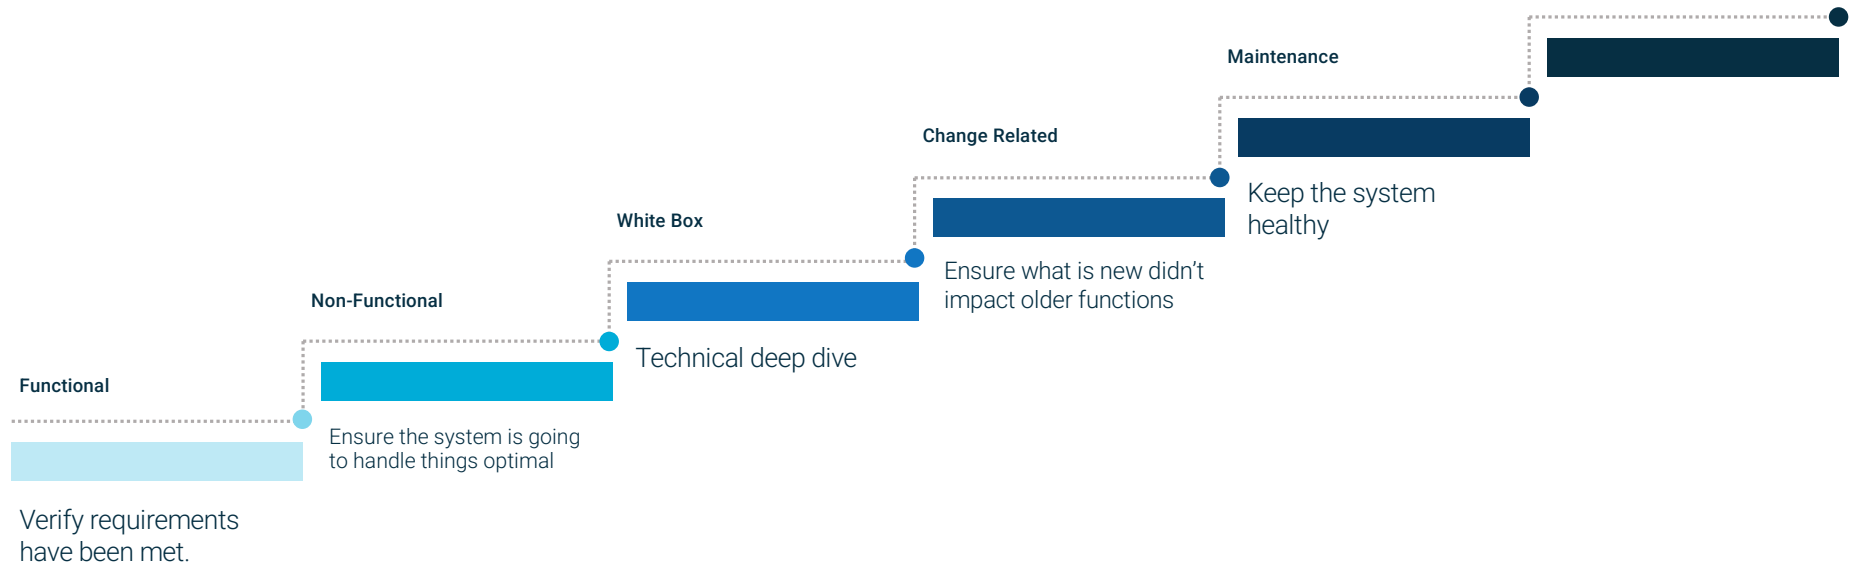 Functional
Verify requirements
have been met.
Non-Functional
Ensure the system is going
to handle things optimal
White Box
Technical deep dive
Change Related
Ensure what is new didn’t
impact older functions
Maintenance
Keep the system
healthy